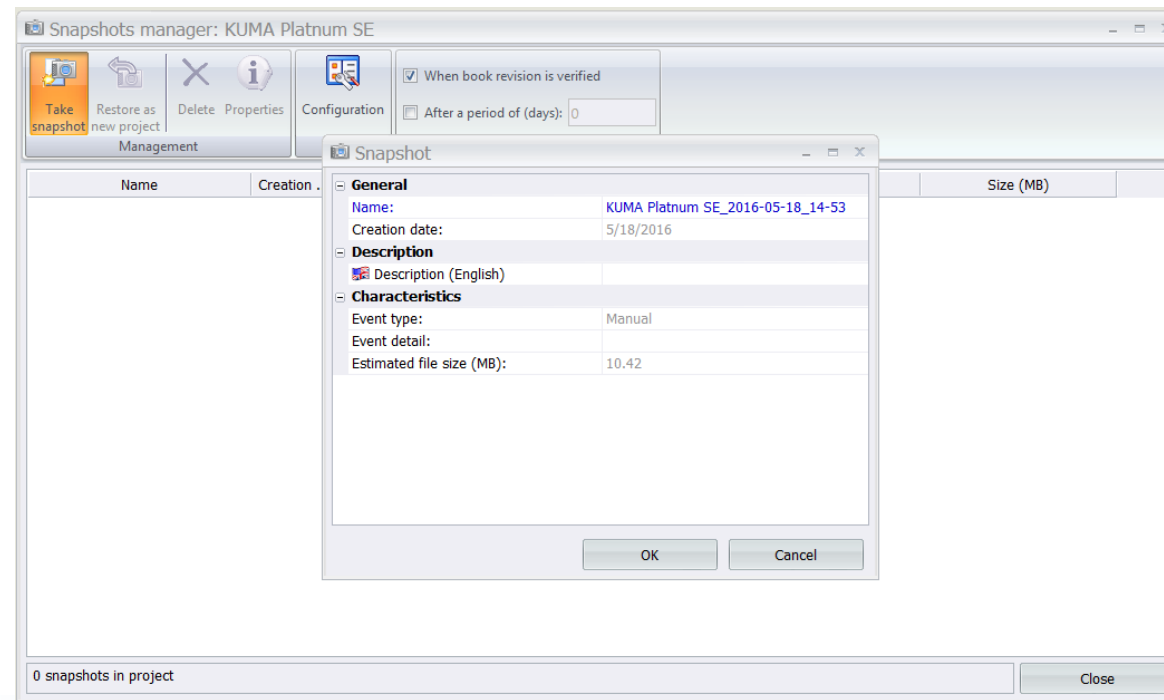 Snapshots manager: KUMA Platnum SE
Take snapshot
Restore as new project
Delete
Properties
Management
Configuration
When book revision is verified
After a period of (days): 0
Name
Creation .
Size (MB)
Snapshot
General
Name: KUMA Platnum SE_2016-05-18_14-53
Creation date: 5/18/2016
Description
Description (English)
Characteristics
Event type: Manual
Event detail:
Estimated file size (MB): 10.42
OK
Cancel
0 snapshots in project
Close